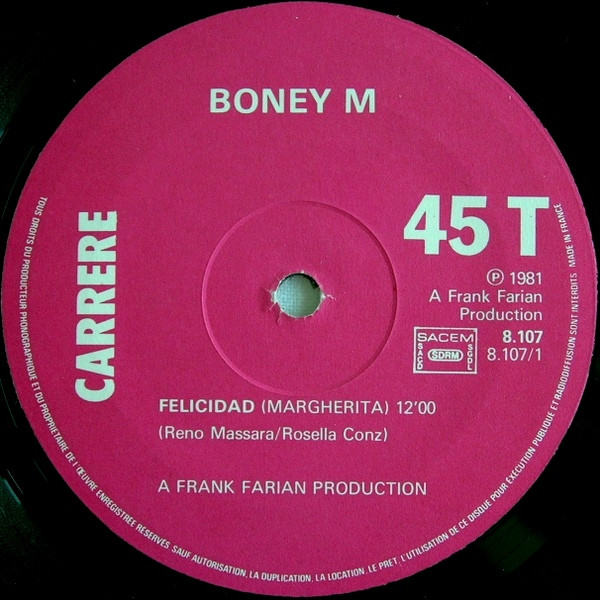 BONEY M
CARRERE
45 T
℗ 1981
A Frank Farian
Production
8.107
8.107/1
SACEM
SACD
SDRM
SGDL
FELICIDAD (MARGHERITA) 12'00
(Reno Massara/Rosella Conz)
A FRANK FARIAN PRODUCTION
TOUS DROITS DU PRODUCTEUR PHONOGRAPHIQUE ET DU PROPRIETAIRE DE L'ŒUVRE ENREGISTREE RESERVES. SAUF AUTORISATION, LA DUPLICATION, LA LOCATION, LE PRET, L'UTILISATION DE CE DISQUE POUR EXECUTION PUBLIQUE ET RADIODIFFUSION SONT INTERDITS MADE IN FRANCE